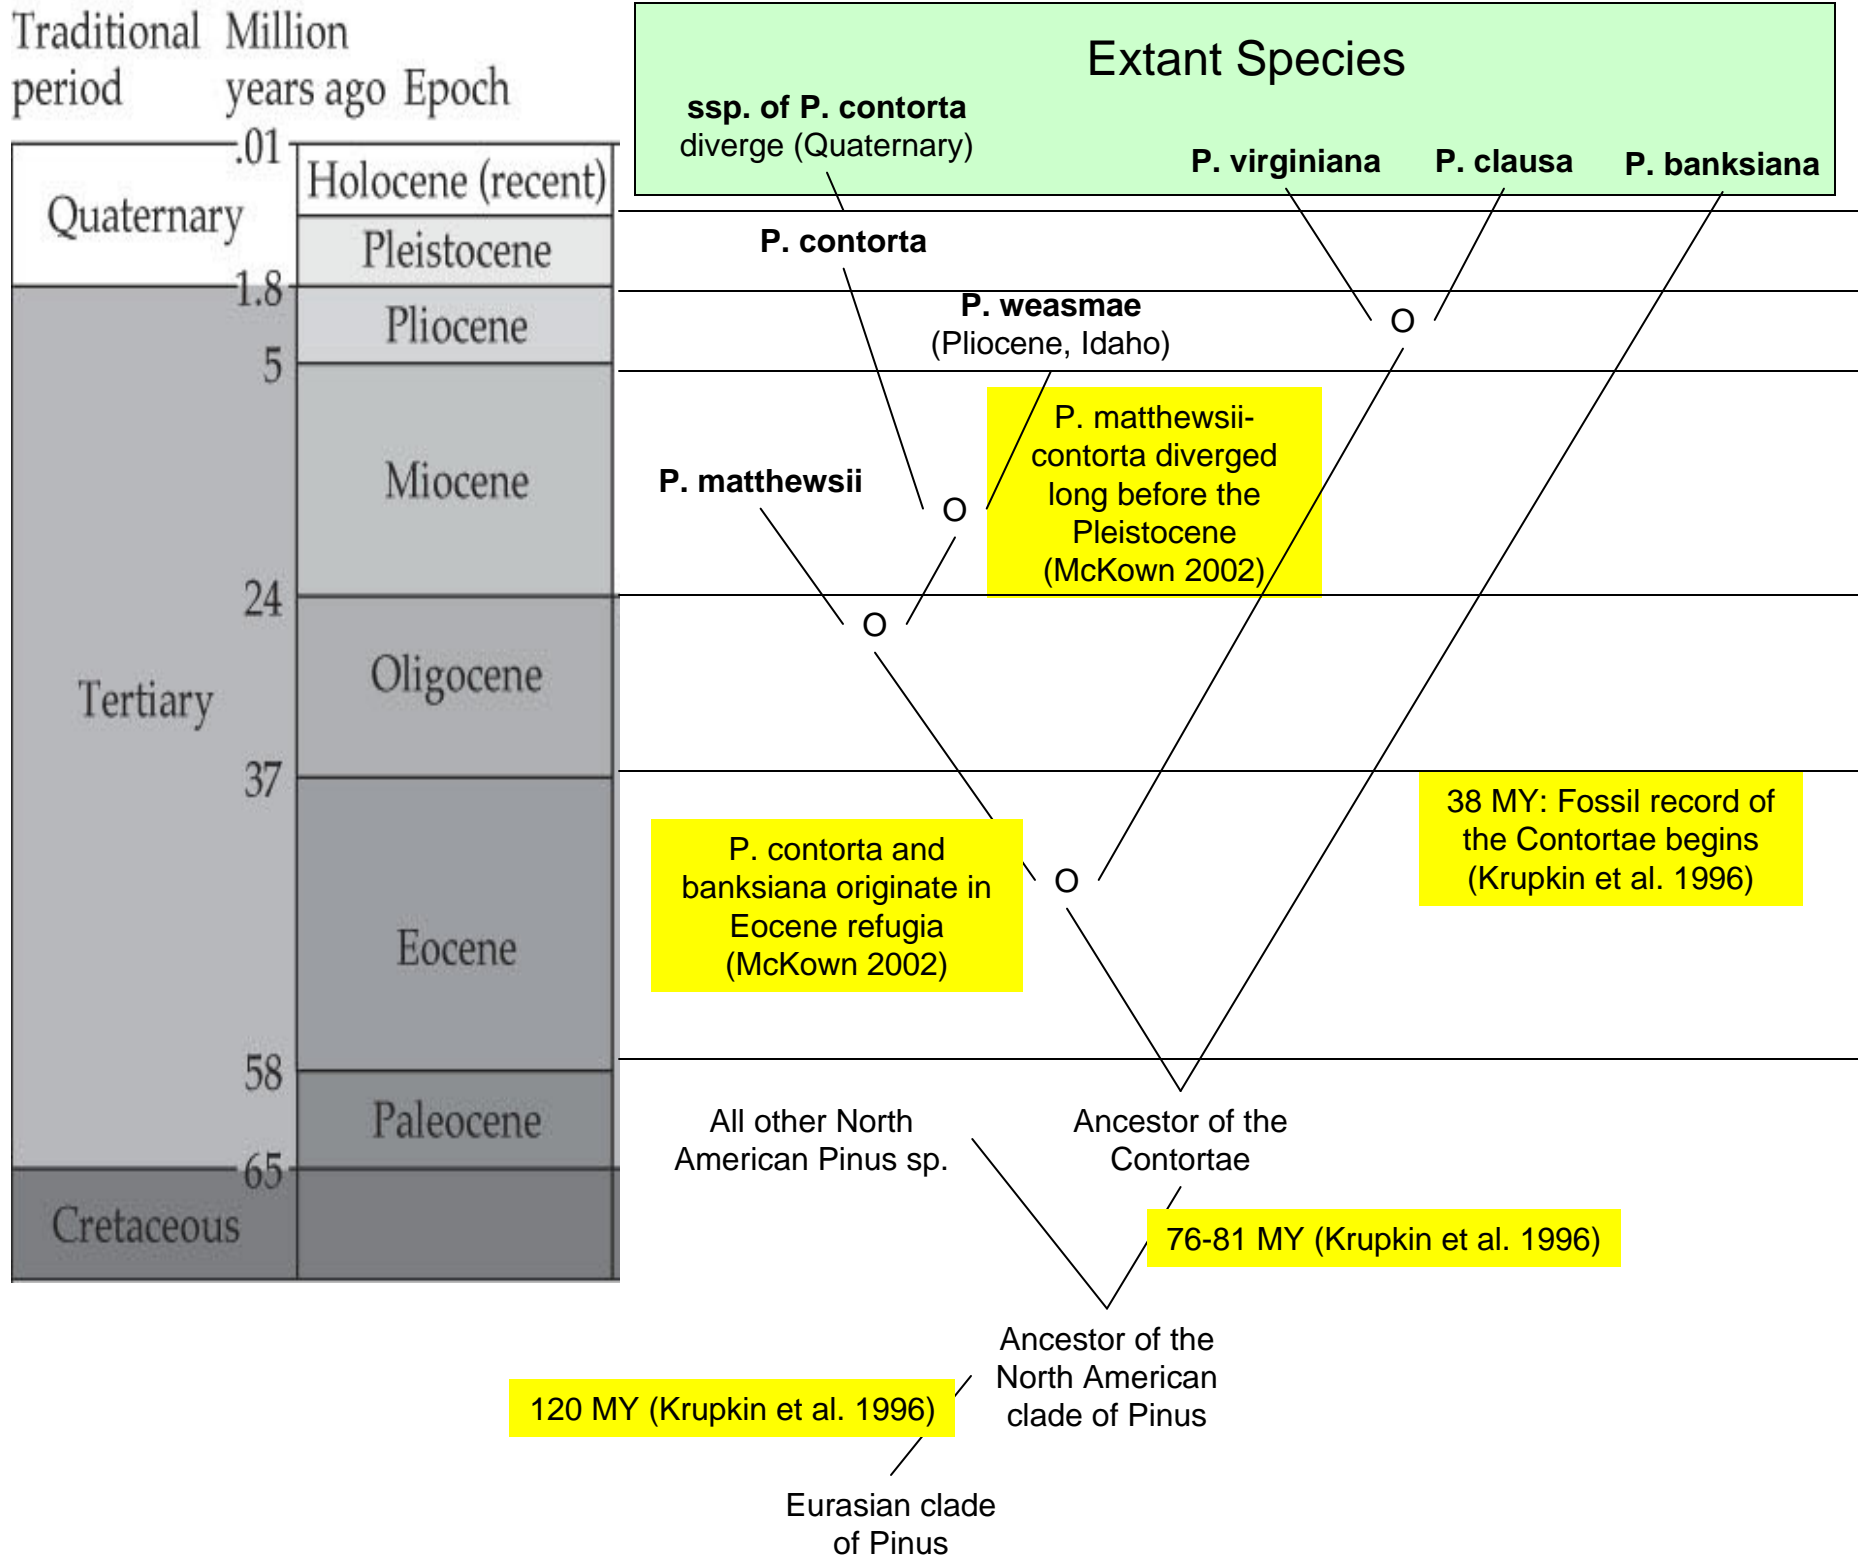 Traditional Million
period years ago Epoch
.01
Quaternary
Holocene (recent)
Pleistocene
1.8
Pliocene
5
Miocene
24
Tertiary
Oligocene
37
Eocene
58
Paleocene
65
Cretaceous
Extant Species
ssp. of P. contorta
diverge (Quaternary)
P. virginiana
P. clausa
P. banksiana
P. contorta
P. weasmae
(Pliocene, Idaho)
O
P. matthewsii-
contorta diverged
long before the
Pleistocene
(McKown 2002)
P. matthewsii
O
O
P. contorta and
banksiana originate in
Eocene refugia
(McKown 2002)
O
38 MY: Fossil record of
the Contortae begins
(Krupkin et al. 1996)
All other North
American Pinus sp.
Ancestor of the
Contortae
76-81 MY (Krupkin et al. 1996)
Ancestor of the
North American
clade of Pinus
120 MY (Krupkin et al. 1996)
Eurasian clade
of Pinus